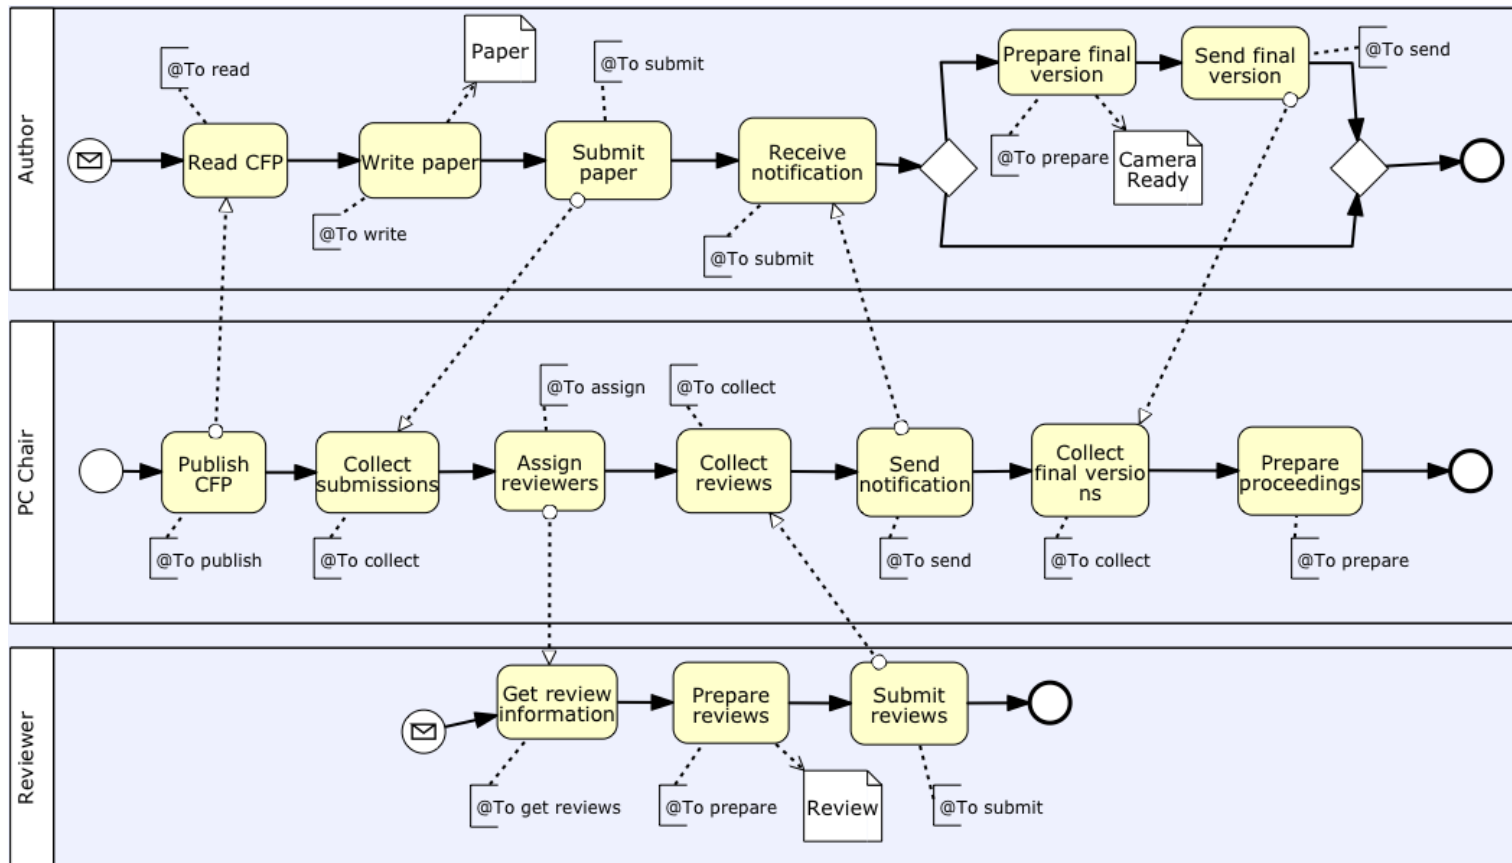 Author
@To read
Paper
@To submit
Prepare final
version
Send final
version
@To send
Read CFP
Write paper
Submit
paper
Receive
notification
@To prepare
Camera
Ready
@To write
@To submit
PC Chair
@To assign
@To collect
Publish
CFP
Collect
submissions
Assign
reviewers
Collect
reviews
Send
notification
Collect
final versio
ns
Prepare
proceedings
@To publish
@To collect
@To send
@To collect
@To prepare
Reviewer
Get review
information
Prepare
reviews
Submit
reviews
@To get reviews
@To prepare
Review
@To submit